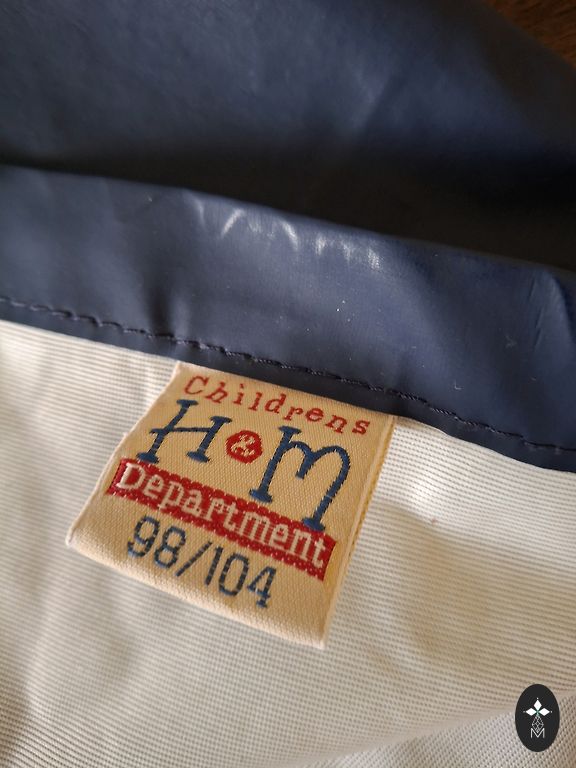 Childrens
H&M
Department
98/104
M